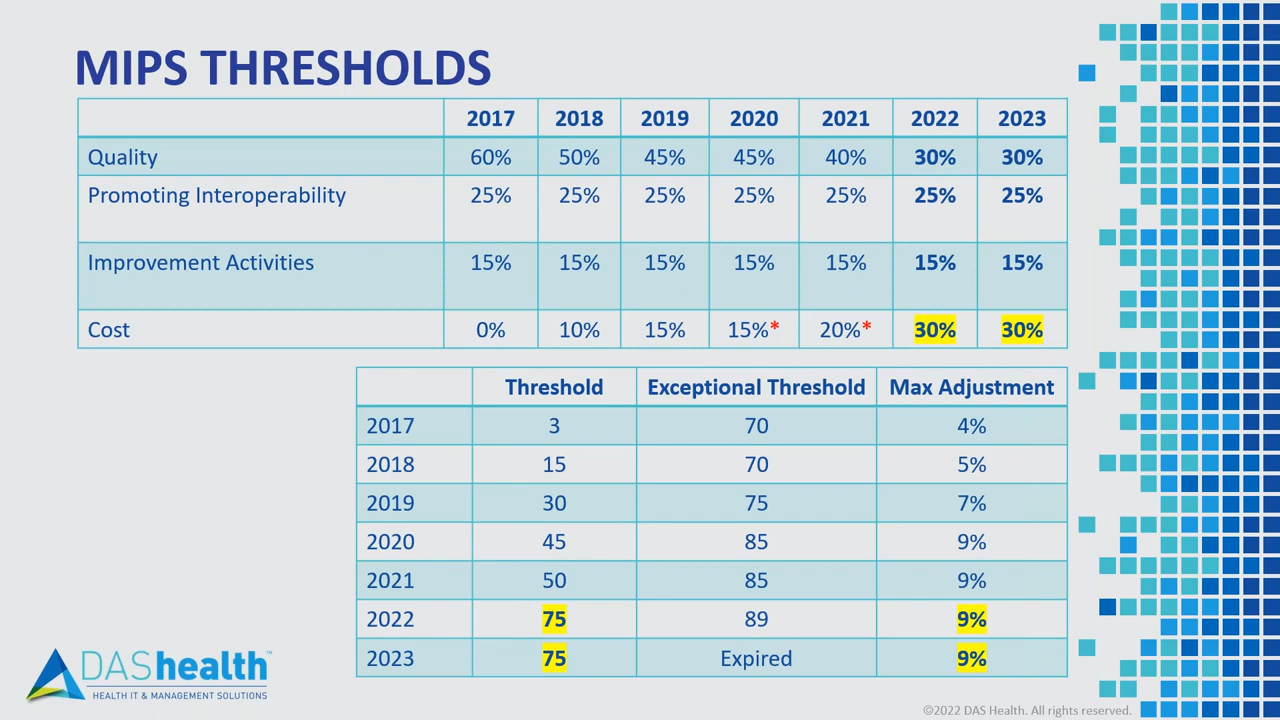 MIPS THRESHOLDS
2017 2018 2019 2020 2021 2022 2023
Quality 60% 50% 45% 45% 40% 30% 30%
Promoting Interoperability 25% 25% 25% 25% 25% 25% 25%
Improvement Activities 15% 15% 15% 15% 15% 15% 15%
Cost 0% 10% 15% 15%* 20%* 30% 30%
Threshold Exceptional Threshold Max Adjustment
2017 3 70 4%
2018 15 70 5%
2019 30 75 7%
2020 45 85 9%
2021 50 85 9%
2022 75 89 9%
2023 75 Expired 9%
DAShealth™
HEALTH IT & MANAGEMENT SOLUTIONS
©2022 DAS Health. All rights reserved.